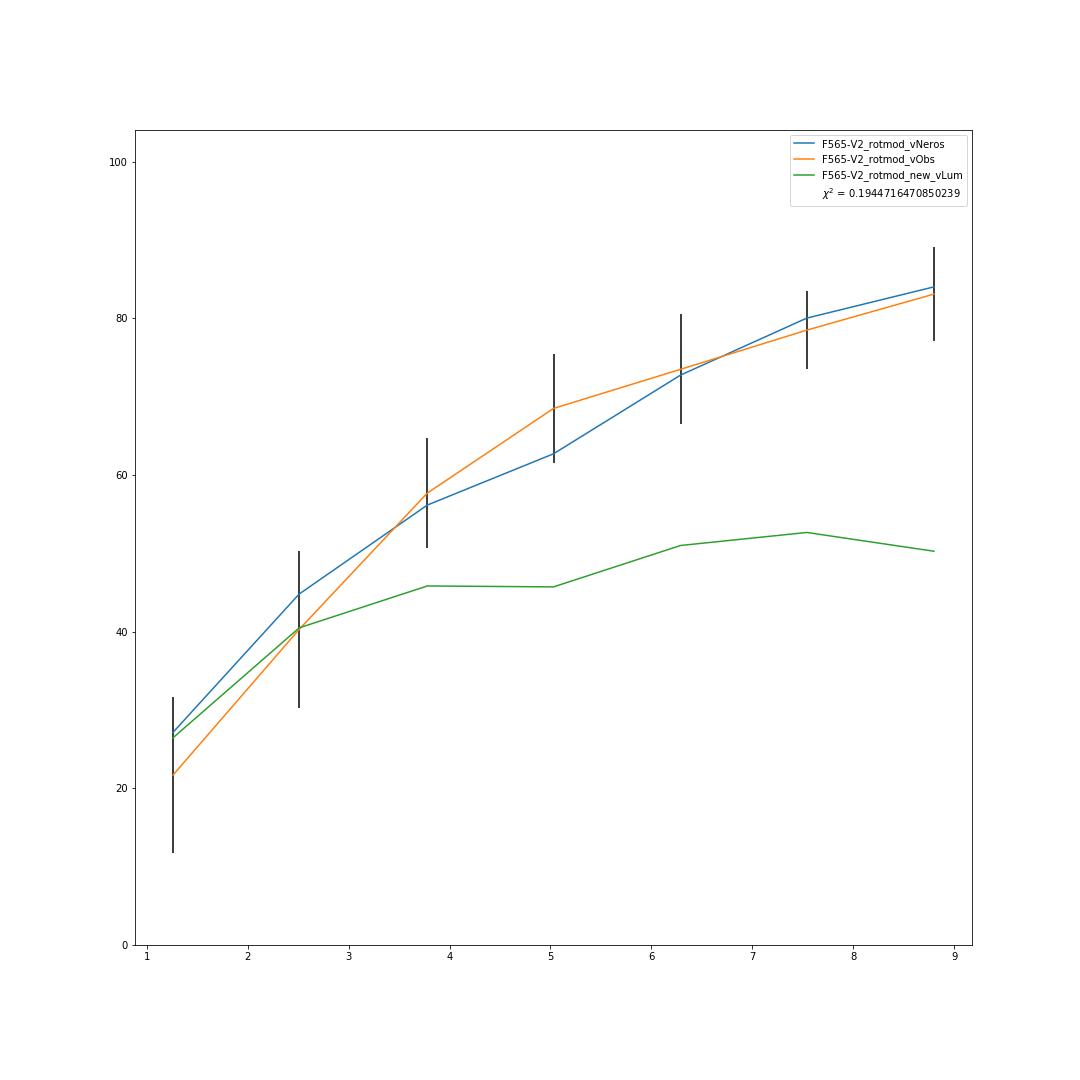 F565-V2_rotmod_vNeros
F565-V2_rotmod_vObs
F565-V2_rotmod_new_vLum
χ² = 0.1944716470850239
100
80
60
40
20
0
1 2 3 4 5 6 7 8 9